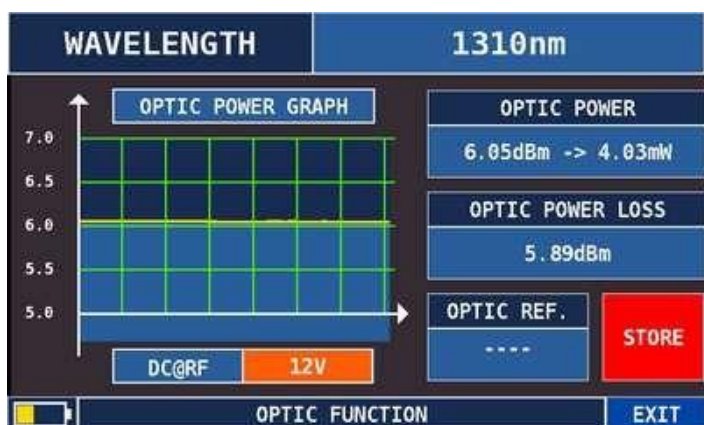 WAVELENGTH
1310nm
OPTIC POWER GRAPH
7.0
6.5
6.0
5.5
5.0
DC@RF
12V
OPTIC POWER
6.05dBm -> 4.03mW
OPTIC POWER LOSS
5.89dBm
OPTIC REF.
----
STORE
OPTIC FUNCTION
EXIT